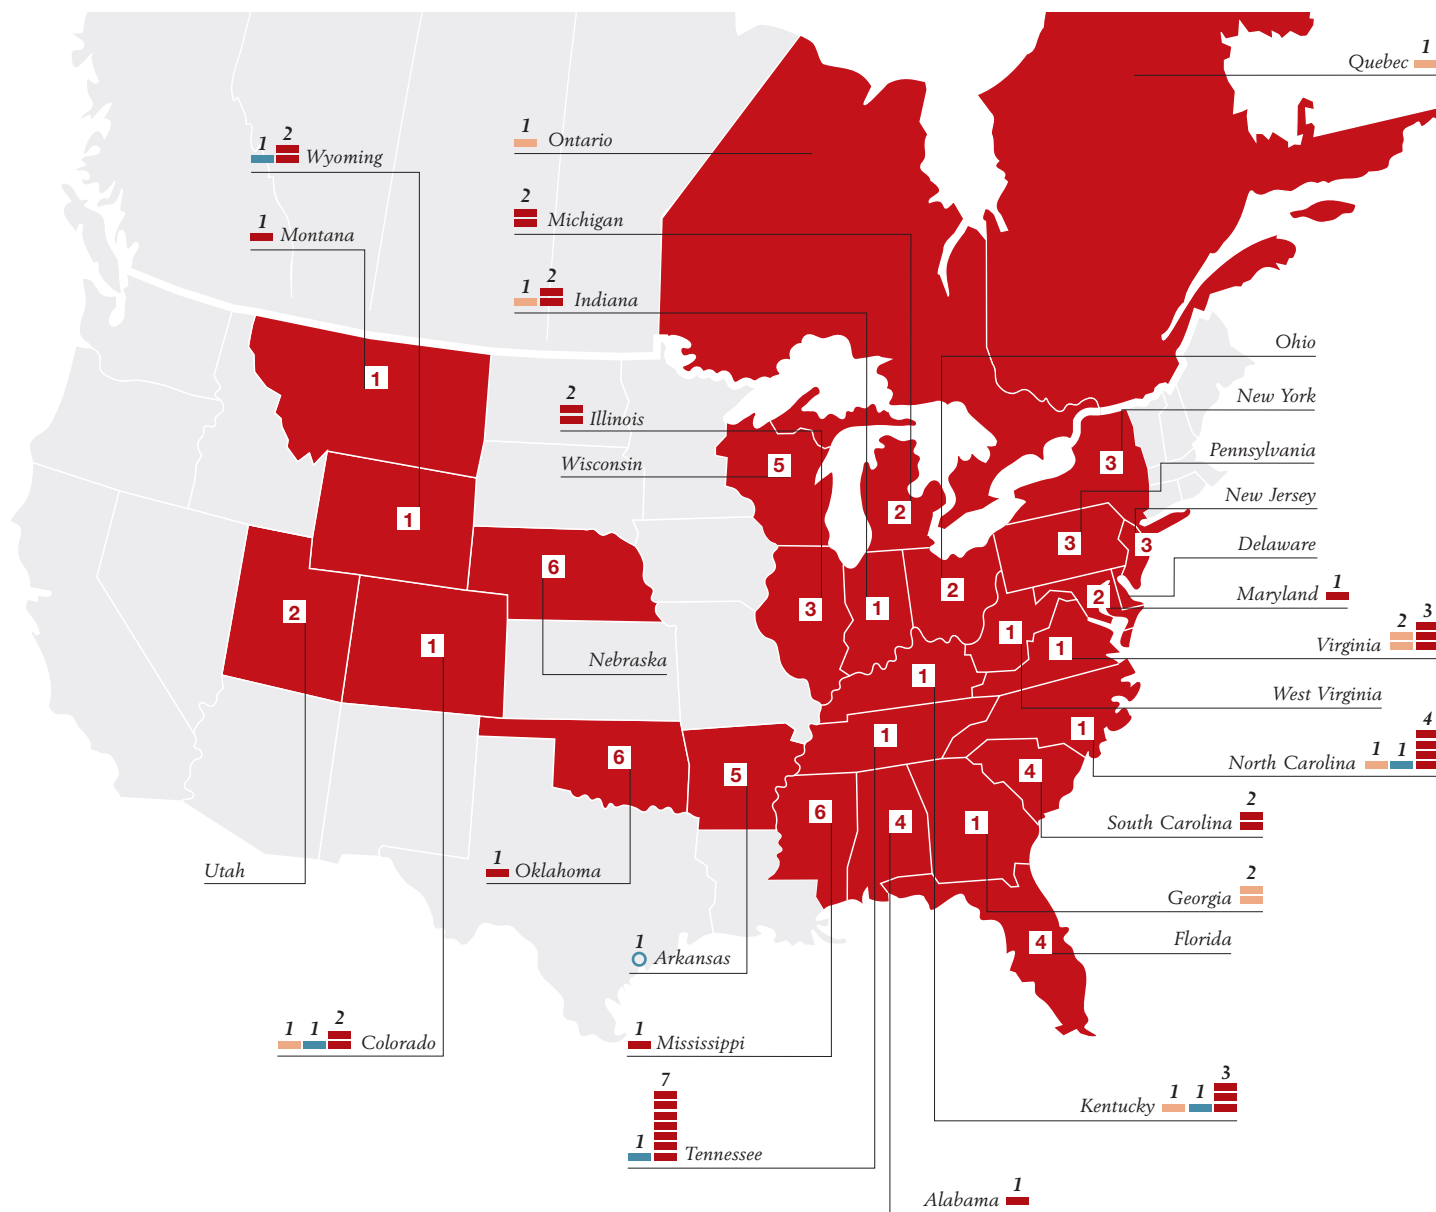 1
Quebec
1
Ontario
1 2
Wyoming
2
Michigan
1
Montana
1 2
Indiana
Ohio
1
New York
2
Illinois
Pennsylvania
Wisconsin
5
3
New Jersey
2
1
3
3
Delaware
6
2
Maryland
1
2
3
1
2
1
1
Virginia
2 3
1
1
Nebraska
West Virginia
1
1
1
North Carolina
1 1 4
6
5
4
6
4
1
South Carolina
2
Utah
1
Oklahoma
Georgia
2
4
Florida
1
Arkansas
1 1 2
Colorado
1
Mississippi
7
1
Tennessee
Kentucky
1 1 3
Alabama
1